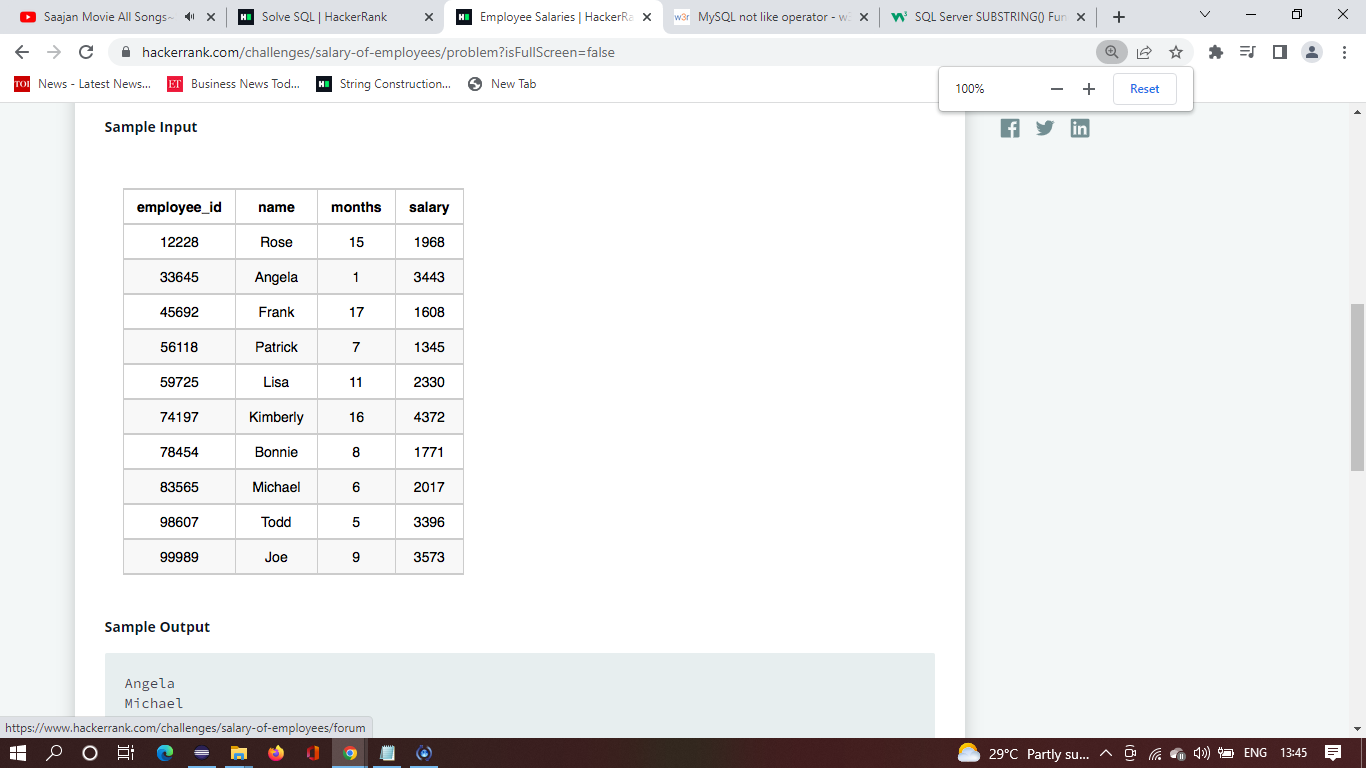 Saajan Movie All Songs~
Solve SQL | HackerRank
Employee Salaries | HackerRa
w3r MySQL not like operator - w
SQL Server SUBSTRING() Fun
hackerrank.com/challenges/salary-of-employees/problem?isFullScreen=false
TOI News - Latest News...
ET Business News Tod...
String Construction...
New Tab
100%
Reset
Sample Input
employee_id name months salary
12228 Rose 15 1968
33645 Angela 1 3443
45692 Frank 17 1608
56118 Patrick 7 1345
59725 Lisa 11 2330
74197 Kimberly 16 4372
78454 Bonnie 8 1771
83565 Michael 6 2017
98607 Todd 5 3396
99989 Joe 9 3573
Sample Output
Angela
Michael
https://www.hackerrank.com/challenges/salary-of-employees/forum
29°C Partly su... ENG 13:45